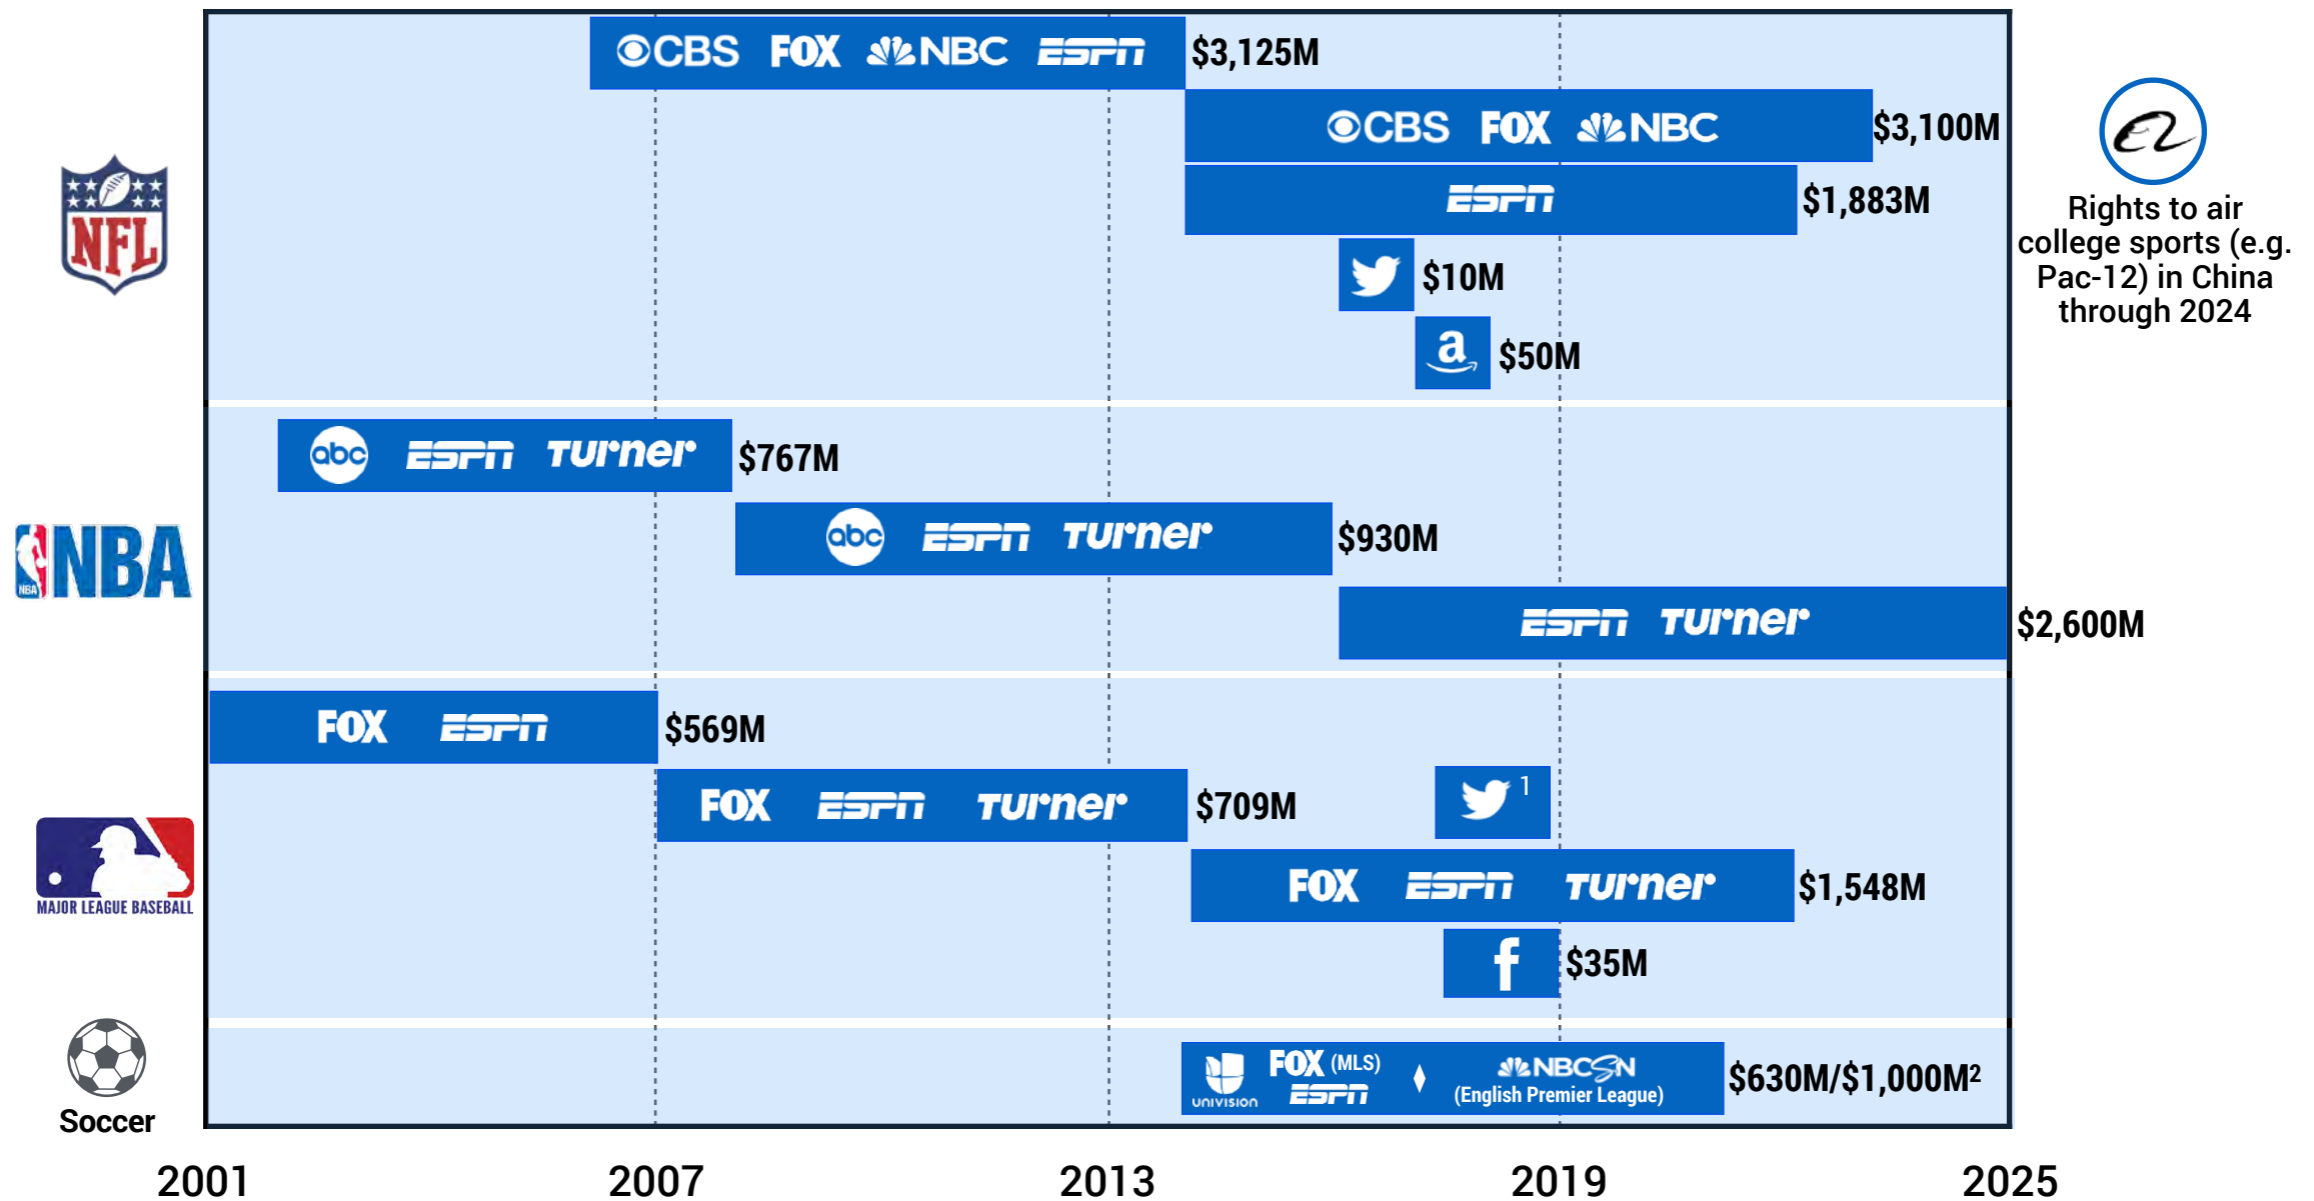 CBS FOX NBC ESPN $3,125M
CBS FOX NBC $3,100M
ESPN $1,883M
$10M
a $50M
NFL
Rights to air
college sports (e.g.
Pac-12) in China
through 2024
abc ESPN Turner $767M
abc ESPN Turner $930M
ESPN Turner $2,600M
NBA NBA
FOX ESPN $569M
FOX ESPN Turner $709M
1
FOX ESPN Turner $1,548M
f $35M
MAJOR LEAGUE BASEBALL
UNIVISION
FOX (MLS)
ESPN
NBCSN
(English Premier League)
$630M/$1,000M²
Soccer
2001 2007 2013 2019 2025